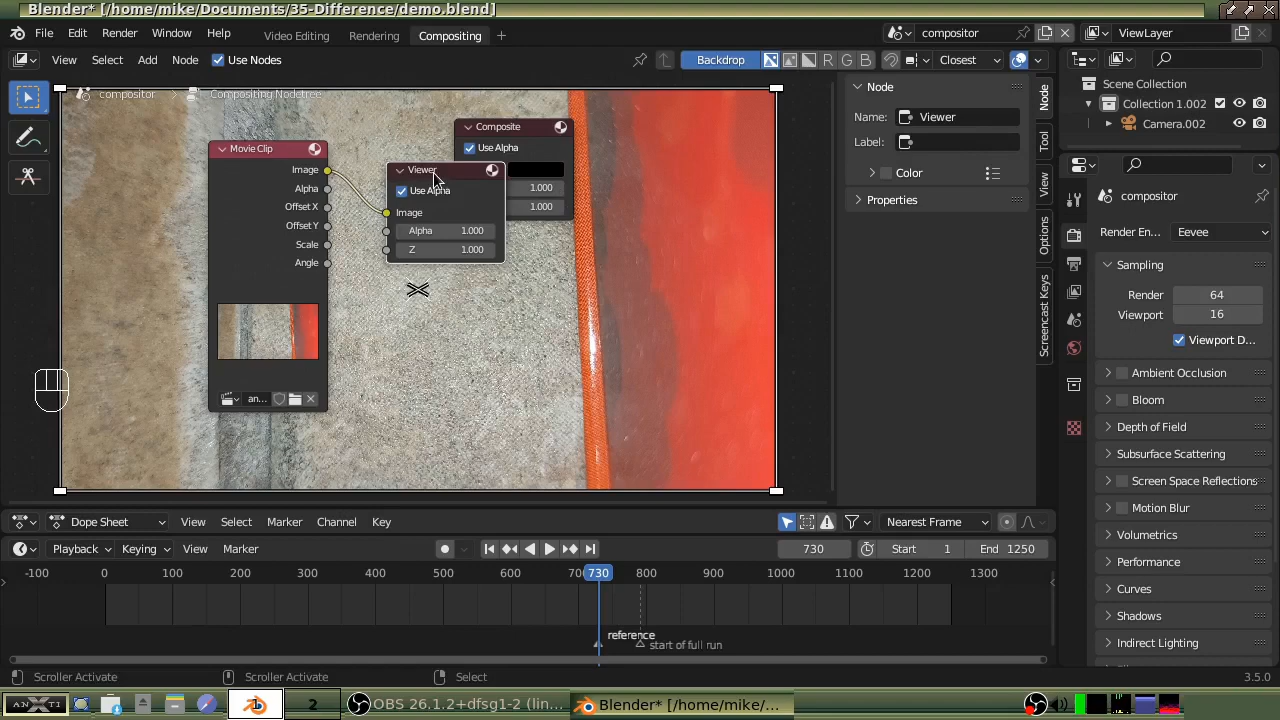 Blender* [/home/mike/Documents/35-Difference/demo.blend]
File Edit Render Window Help
Video Editing Rendering Compositing
compositor
ViewLayer
View Select Add Node Use Nodes
Backdrop
R G B
Closest
compositor > Compositing Nodetree
Movie Clip
Image
Alpha
Offset X
Offset Y
Scale
Angle
an...
Composite
Use Alpha
1.000
1.000
Viewer
Use Alpha
Image
Alpha 1.000
Z 1.000
Node
Name: Viewer
Label:
Color
Properties
Node
Tool
View
Options
Screencast Keys
Scene Collection
Collection 1.002
Camera.002
compositor
Render En... Eevee
Sampling
Render 64
Viewport 16
Viewport D...
Ambient Occlusion
Bloom
Depth of Field
Subsurface Scattering
Screen Space Reflections
Motion Blur
Volumetrics
Performance
Curves
Shadows
Indirect Lighting
Dope Sheet View Select Marker Channel Key
Nearest Frame
Playback Keying View Marker
730 Start 1 End 1250
-100 0 100 200 300 400 500 600 700 730 800 900 1000 1100 1200 1300
reference
start of full run
Scroller Activate Scroller Activate Select 3.5.0
2 OBS 26.1.2+dfsg1-2 (lin... Blender* [/home/mike/...